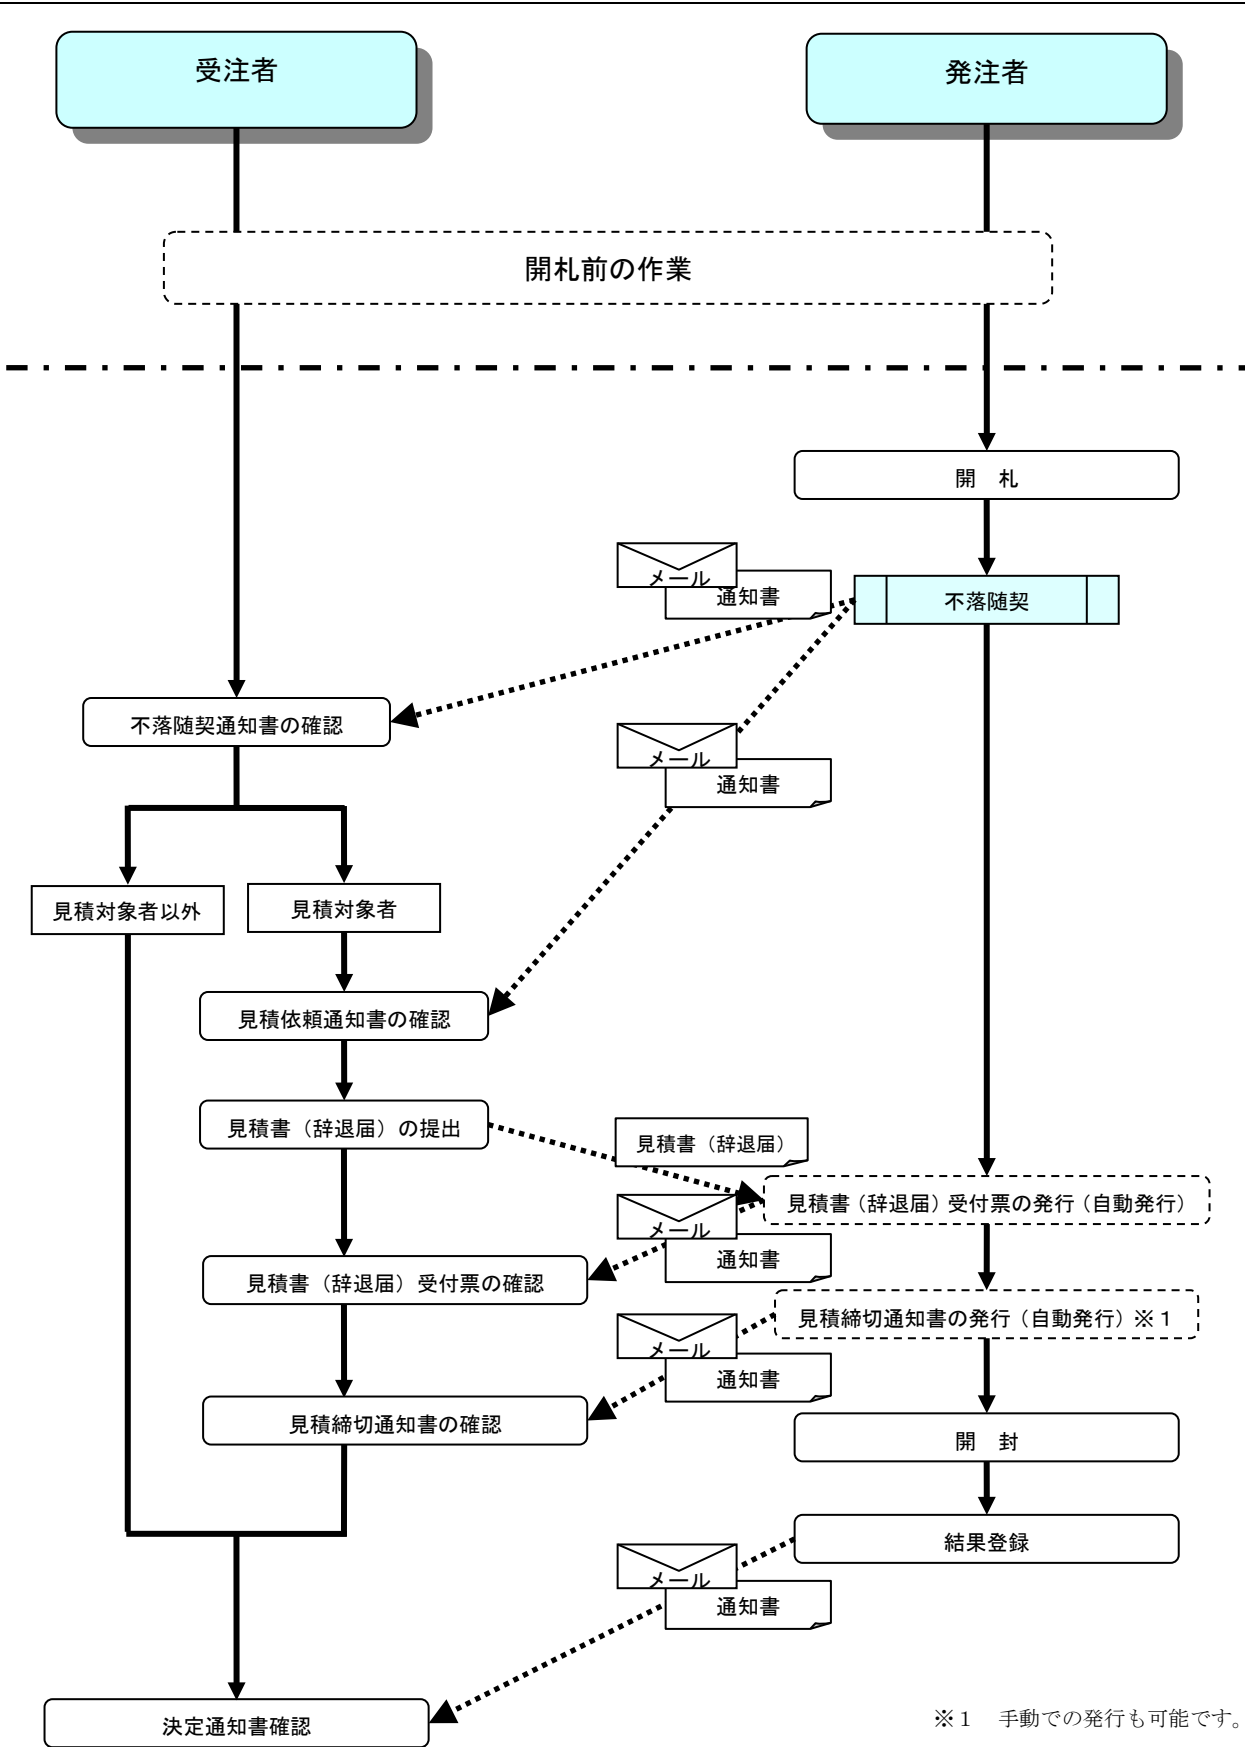 受注者
発注者
開札前の作業
開　札
メール
通知書
不落随契
不落随契通知書の確認
メール
通知書
見積対象者以外
見積対象者
見積依頼通知書の確認
見積書（辞退届）の提出
見積書（辞退届）
見積書（辞退届）受付票の発行（自動発行）
メール
通知書
見積書（辞退届）受付票の確認
見積締切通知書の発行（自動発行）※１
メール
通知書
見積締切通知書の確認
開　封
結果登録
メール
通知書
決定通知書確認
※１　手動での発行も可能です。